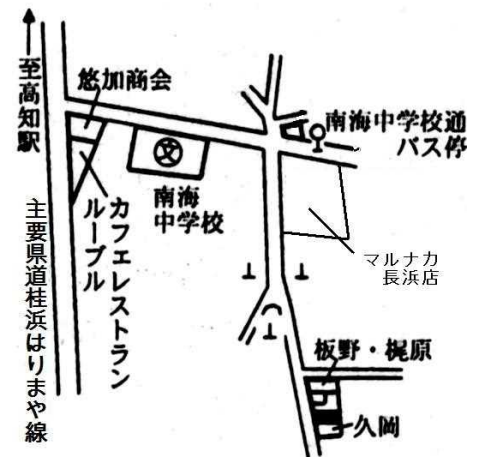 至高知駅
悠加商会
南海中学校通
バス停
文
南海
中学校
カフェレストラン
ルーブル
主要県道桂浜はりまや線
マルナカ
長浜店
板野・梶原
久岡